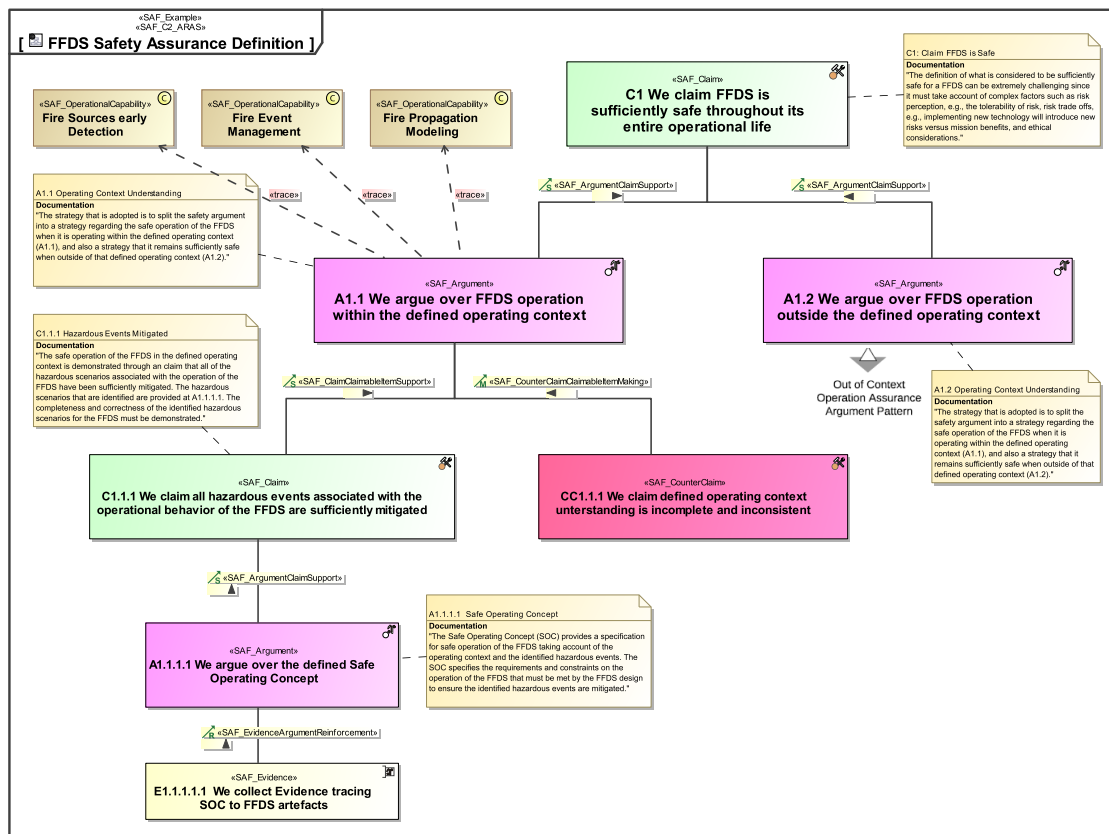 «SAF_Example»
«SAF_C2_ARAS»
[ FFDS Safety Assurance Definition ]
«SAF_OperationalCapability»
Fire Sources early
Detection
C
«SAF_OperationalCapability»
Fire Event
Management
C
«SAF_OperationalCapability»
Fire Propagation
Modeling
C
«SAF_Claim»
C1 We claim FFDS is
sufficiently safe throughout its
entire operational life
C1: Claim FFDS is Safe
Documentation
"The definition of what is considered to be sufficiently
safe for a FFDS can be extremely challenging since
it must take account of complex factors such as risk
perception, e.g., the tolerability of risk, risk trade offs,
e.g., implementing new technology will introduce new
risks versus mission benefits, and ethical
considerations."
«trace»
«trace»
«trace»
S «SAF_ArgumentClaimSupport»
S «SAF_ArgumentClaimSupport»
A1.1 Operating Context Understanding
Documentation
"The strategy that is adopted is to split the safety argument
into a strategy regarding the safe operation of the FFDS
when it is operating within the defined operating context
(A1.1), and also a strategy that it remains sufficiently safe
when outside of that defined operating context (A1.2)."
«SAF_Argument»
A1.1 We argue over FFDS operation
within the defined operating context
«SAF_Argument»
A1.2 We argue over FFDS operation
outside the defined operating context
C1.1.1 Hazardous Events Mitigated
Documentation
"The safe operation of the FFDS in the defined operating
context is demonstrated through an claim that all of the
hazardous scenarios associated with the operation of the
FFDS have been sufficiently mitigated. The hazardous
scenarios that are identified are provided at A1.1.1.1. The
completeness and correctness of the identified hazardous
scenarios for the FFDS must be demonstrated."
S «SAF_ClaimClaimableItemSupport»
M «SAF_CounterClaimClaimableItemMaking»
Out of Context
Operation Assurance
Argument Pattern
A1.2 Operating Context Understanding
Documentation
"The strategy that is adopted is to split the
safety argument into a strategy regarding the
safe operation of the FFDS when it is
operating within the defined operating
context (A1.1), and also a strategy that it
remains sufficiently safe when outside of that
defined operating context (A1.2)."
«SAF_Claim»
C1.1.1 We claim all hazardous events associated with the
operational behavior of the FFDS are sufficiently mitigated
«SAF_CounterClaim»
CC1.1.1 We claim defined operating context
unterstanding is incomplete and inconsistent
S «SAF_ArgumentClaimSupport»
«SAF_Argument»
A1.1.1.1 We argue over the defined Safe
Operating Concept
A1.1.1.1 Safe Operating Concept
Documentation
"The Safe Operating Concept (SOC) provides a specification
for safe operation of the FFDS taking account of the
operating context and the identified hazardous events. The
SOC specifies the requirements and constraints on the
operation of the FFDS that must be met by the FFDS design
to ensure the identified hazardous events are mitigated."
R «SAF_EvidenceArgumentReinforcement»
«SAF_Evidence»
E1.1.1.1.1 We collect Evidence tracing
SOC to FFDS artefacts